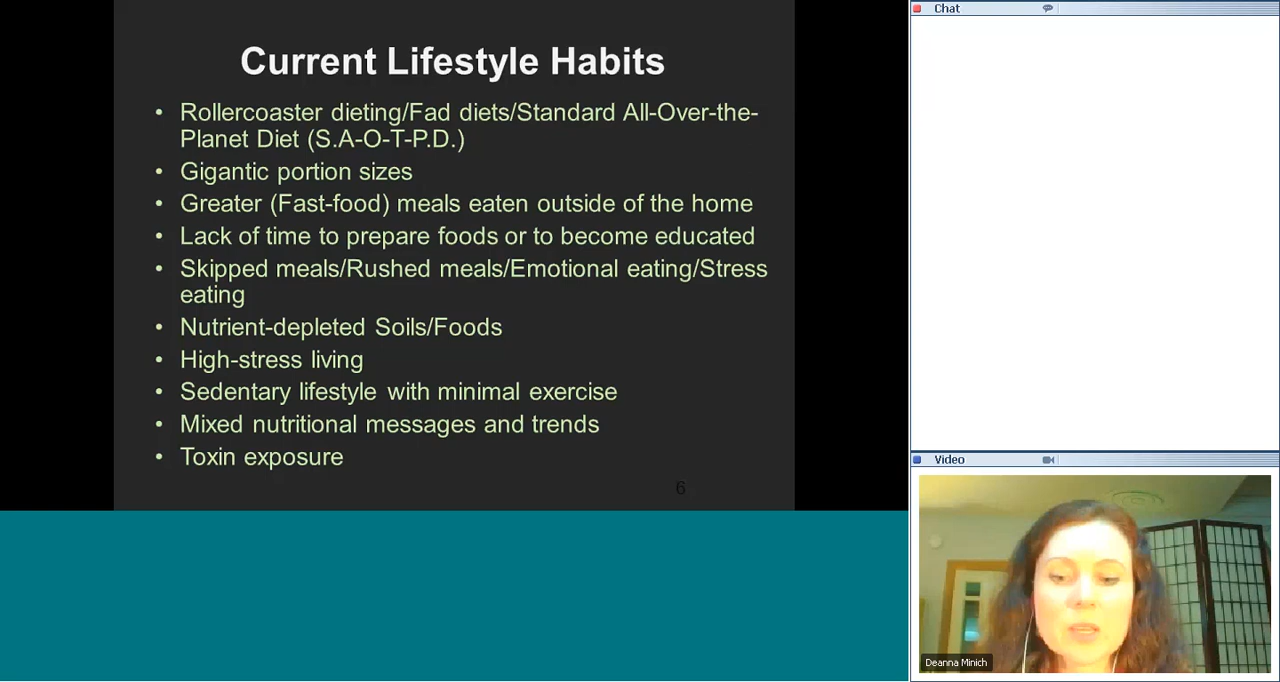 Current Lifestyle Habits
• Rollercoaster dieting/Fad diets/Standard All-Over-the-
Planet Diet (S.A-O-T-P.D.)
• Gigantic portion sizes
• Greater (Fast-food) meals eaten outside of the home
• Lack of time to prepare foods or to become educated
• Skipped meals/Rushed meals/Emotional eating/Stress
eating
• Nutrient-depleted Soils/Foods
• High-stress living
• Sedentary lifestyle with minimal exercise
• Mixed nutritional messages and trends
• Toxin exposure
6
Chat
Video
Deanna Minich